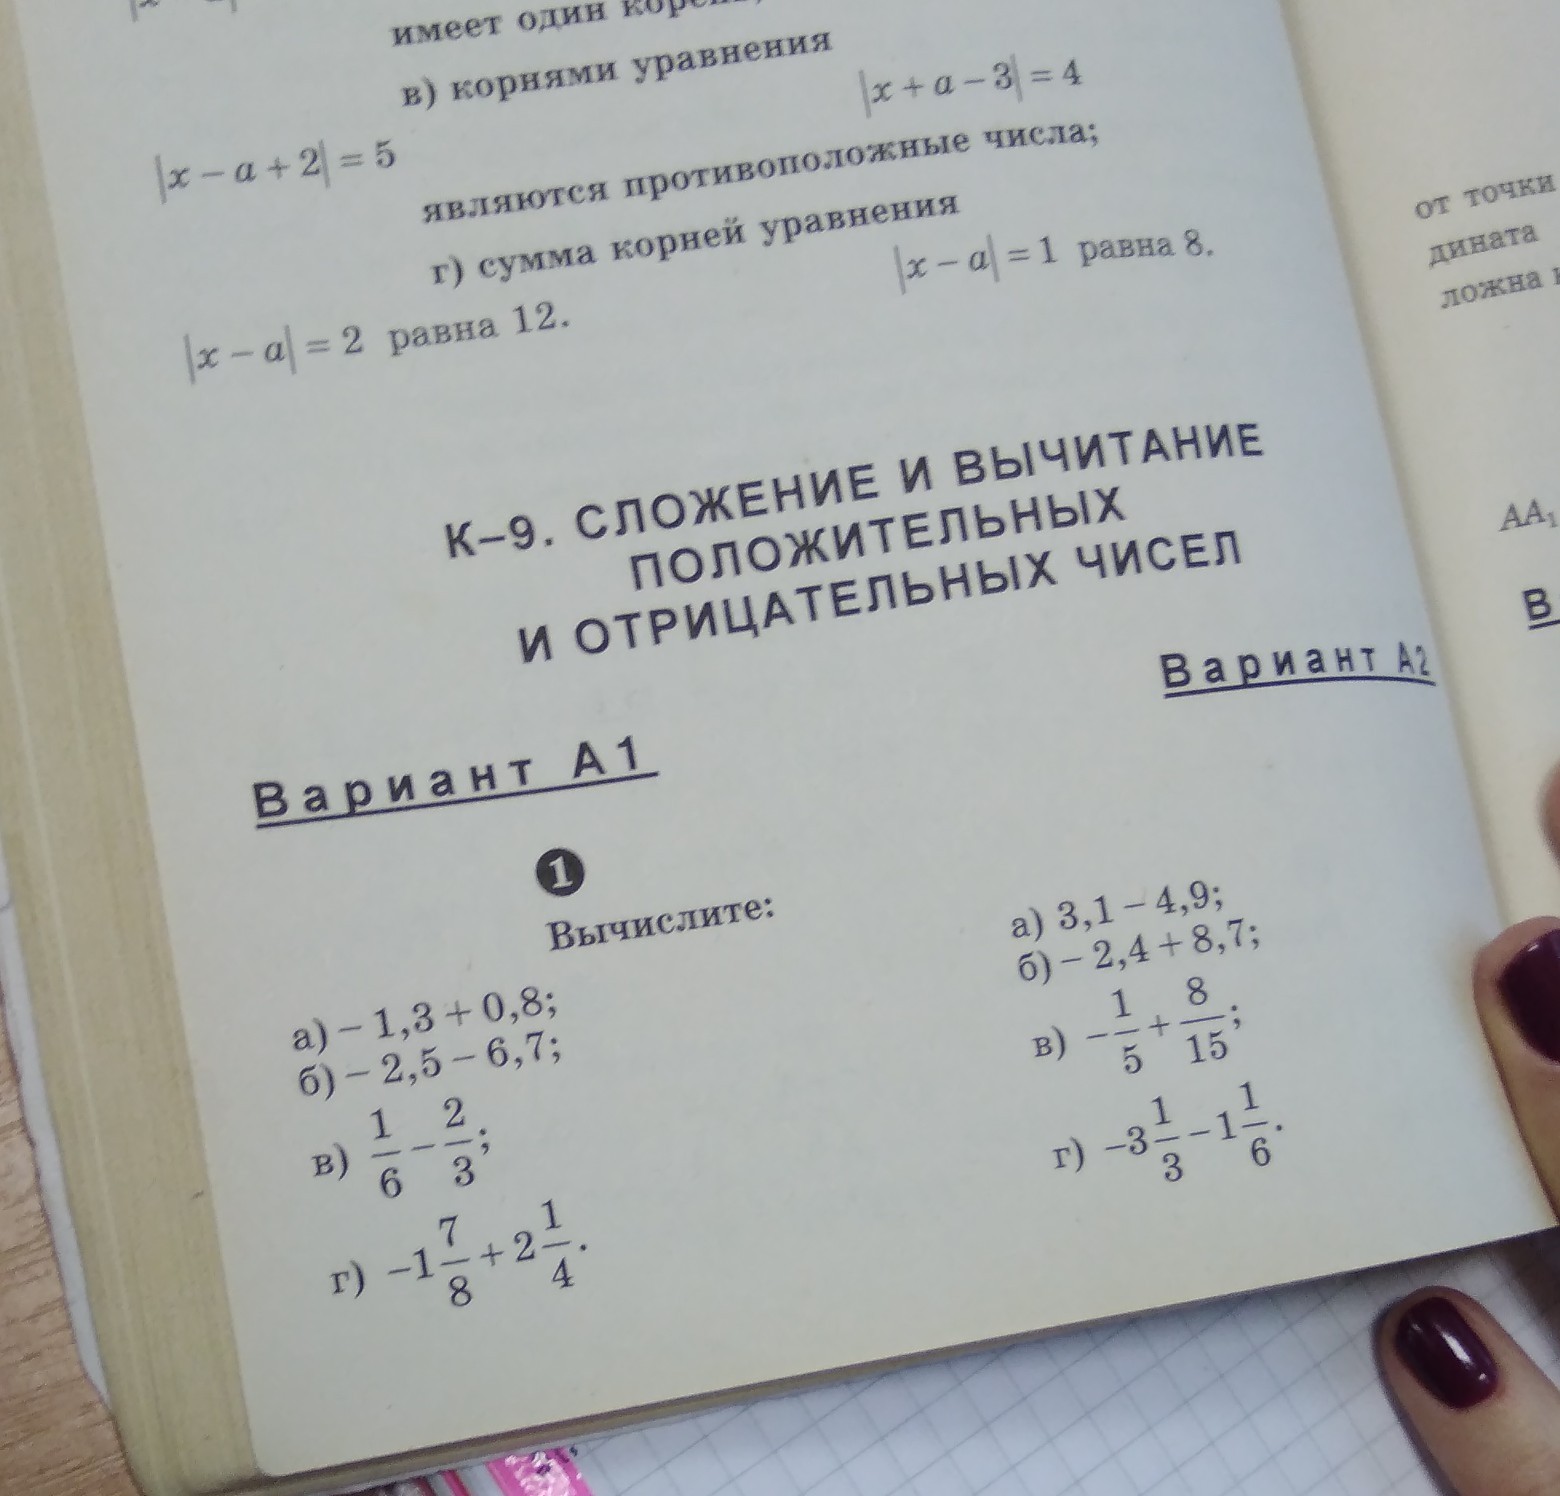 имеет один
в) корнями уравнения
|x − a + 2| = 5
|x + a − 3| = 4
являются противоположные числа;
г) сумма корней уравнения
|x − a| = 2 равна 12.
|x − a| = 1 равна 8.
К–9. СЛОЖЕНИЕ И ВЫЧИТАНИЕ
ПОЛОЖИТЕЛЬНЫХ
И ОТРИЦАТЕЛЬНЫХ ЧИСЕЛ
Вариант А1
Вариант А2
1
Вычислите:
а) – 1,3 + 0,8;
б) – 2,5 – 6,7;
в) 1/6 − 2/3;
г) −1 7/8 + 2 1/4.
а) 3,1 – 4,9;
б) – 2,4 + 8,7;
в) −1/5 + 8/15;
г) −3 1/3 − 1 1/6.
от точки
дината
ложна
АА₁
В